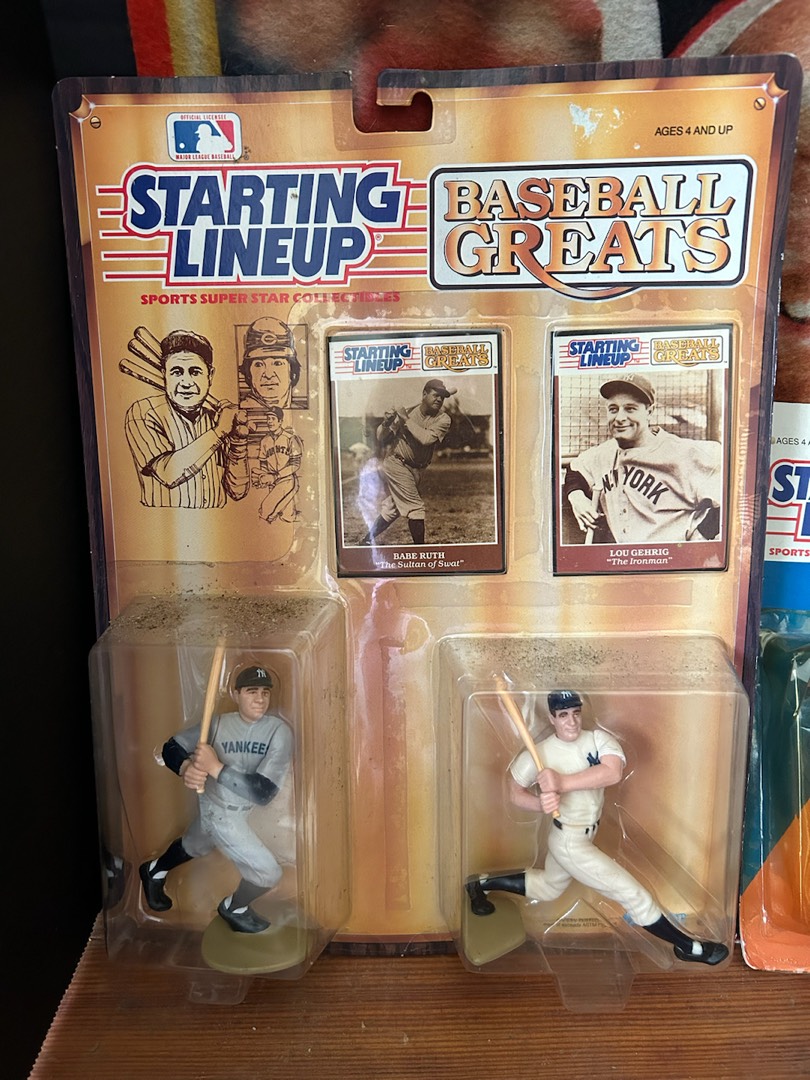 OFFICIAL LICENSEE
MAJOR LEAGUE BASEBALL
AGES 4 AND UP
STARTING
LINEUP
BASEBALL
GREATS
SPORTS SUPER STAR COLLECTIBLES
STARTING
LINEUP
BASEBALL
GREATS
BABE RUTH
"The Sultan of Swat"
STARTING
LINEUP
BASEBALL
GREATS
NEW YORK
LOU GEHRIG
"The Ironman"
YANKEE
NY
AGES 4
ST
L
SPORTS